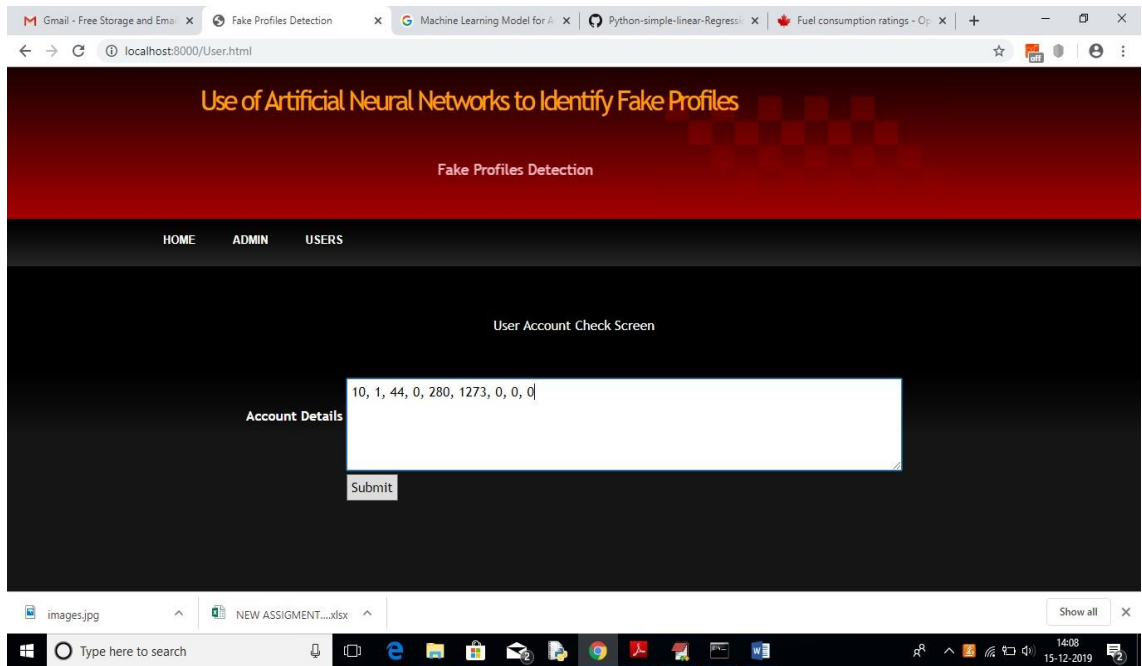 Gmail - Free Storage and Emai
Fake Profiles Detection
Machine Learning Model for A
Python-simple-linear-Regressi
Fuel consumption ratings - Op
localhost:8000/User.html
off
Use of Artificial Neural Networks to Identify Fake Profiles
Fake Profiles Detection
HOME ADMIN USERS
User Account Check Screen
Account Details
10, 1, 44, 0, 280, 1273, 0, 0, 0
Submit
images.jpg
NEW ASSIGMENT....xlsx
Show all
Type here to search
2
14:08
15-12-2019
2